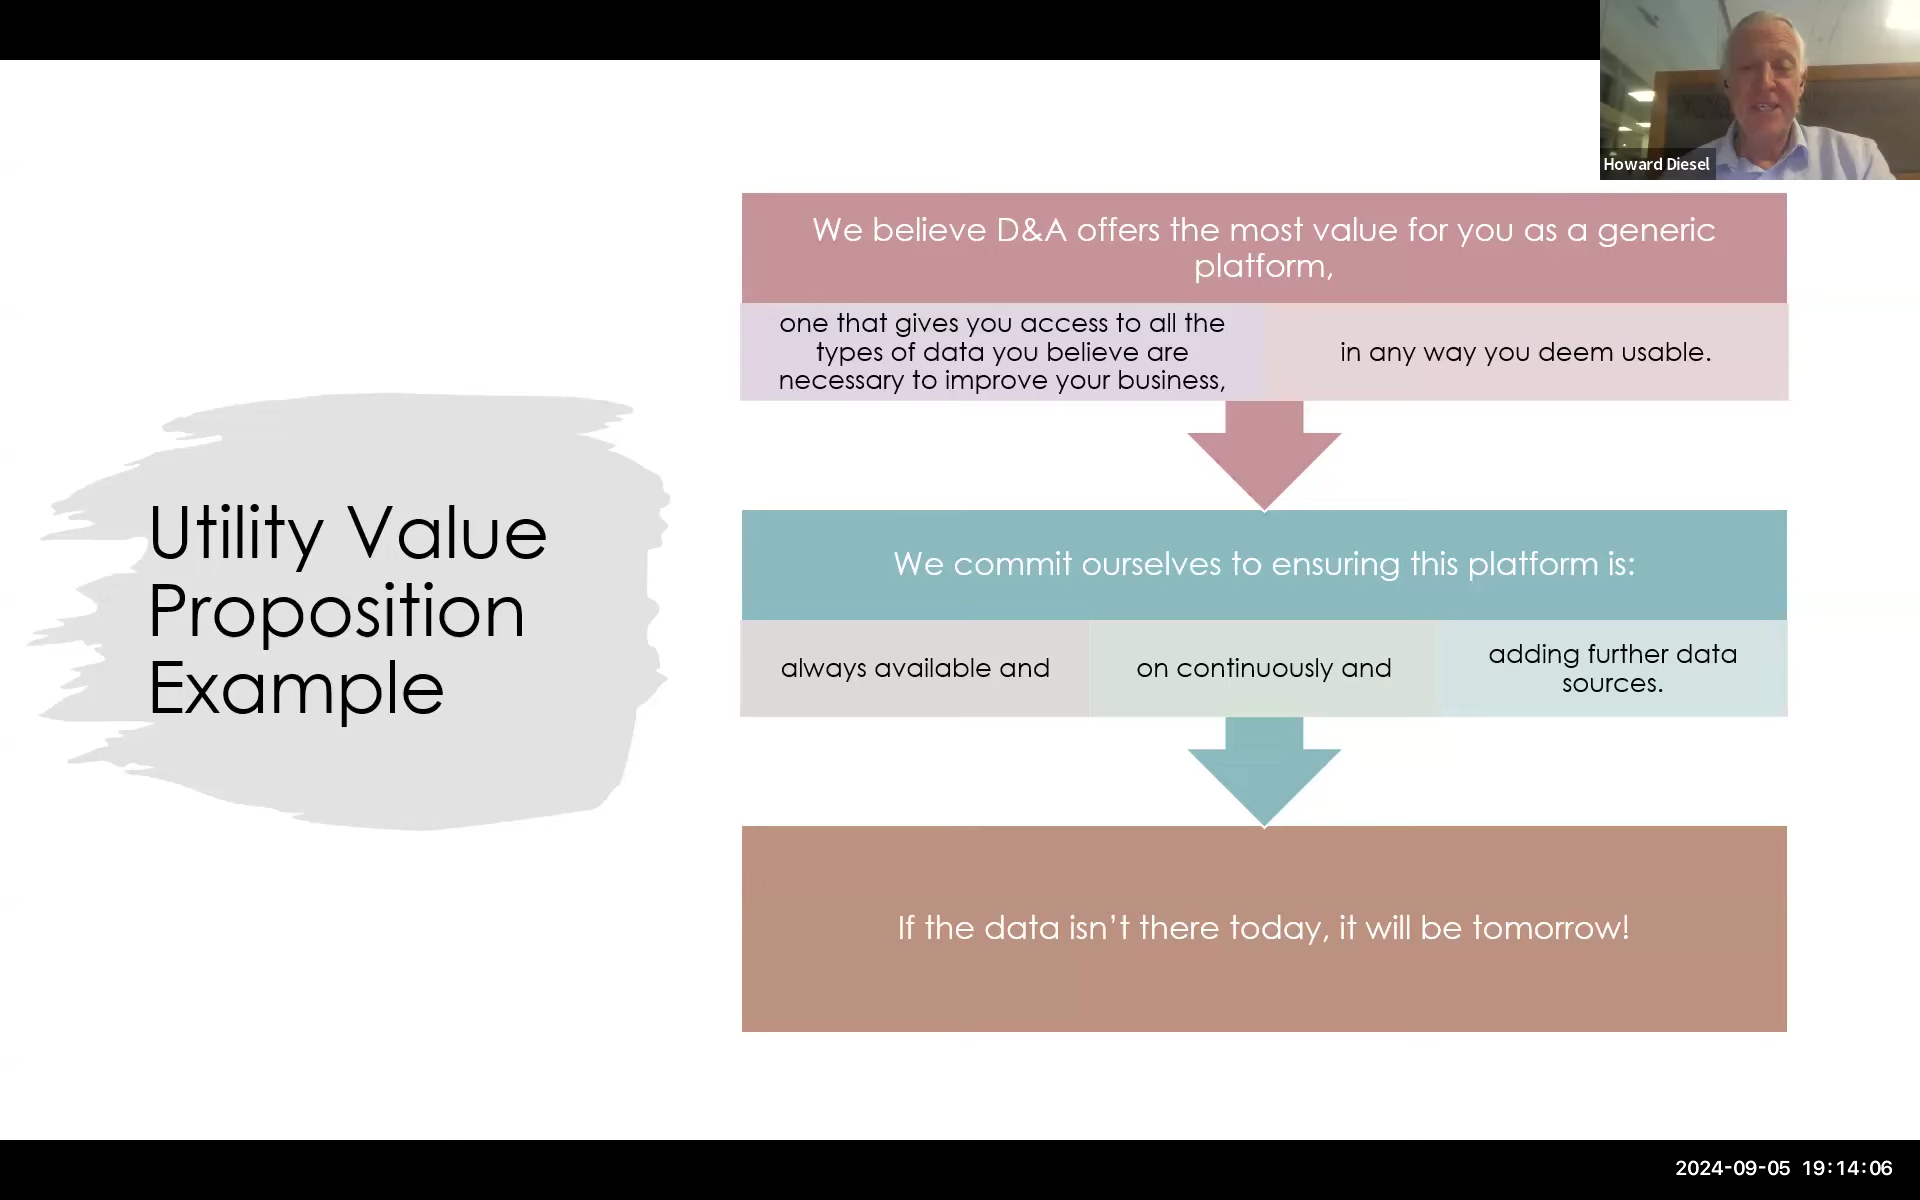 Howard Diesel
We believe D&A offers the most value for you as a generic
platform,
one that gives you access to all the
types of data you believe are
necessary to improve your business,
in any way you deem usable.
Utility Value
Proposition
Example
We commit ourselves to ensuring this platform is:
always available and
on continuously and
adding further data
sources.
If the data isn't there today, it will be tomorrow!
2024-09-05 19:14:06